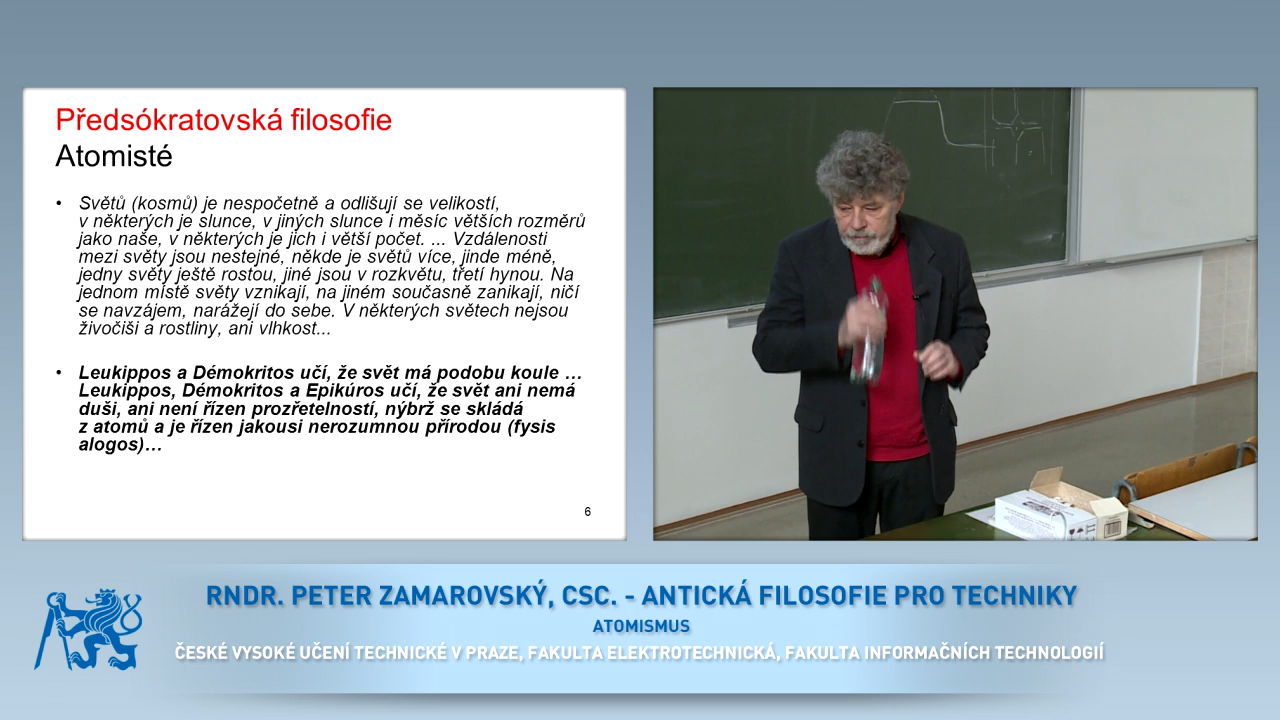 Předsókratovská filosofie
Atomisté
• Světů (kosmů) je nespočetně a odlišují se velikostí,
v některých je slunce, v jiných slunce i měsíc větších rozměrů
jako naše, v některých je jich i větší počet. ... Vzdálenosti
mezi světy jsou nestejné, někde je světů více, jinde méně,
jedny světy ještě rostou, jiné jsou v rozkvětu, třetí hynou. Na
jednom místě světy vznikají, na jiném současně zanikají, ničí
se navzájem, narážejí do sebe. V některých světech nejsou
živočiši a rostliny, ani vlhkost...
• Leukippos a Démokritos učí, že svět má podobu koule …
Leukippos, Démokritos a Epikúros učí, že svět ani nemá
duši, ani není řízen prozřetelností, nýbrž se skládá
z atomů a je řízen jakousi nerozumnou přírodou (fysis
alogos)…
6
RNDR. PETER ZAMAROVSKÝ, CSC. - ANTICKÁ FILOSOFIE PRO TECHNIKY
ATOMISMUS
ČESKÉ VYSOKÉ UČENÍ TECHNICKÉ V PRAZE, FAKULTA ELEKTROTECHNICKÁ, FAKULTA INFORMAČNÍCH TECHNOLOGIÍ